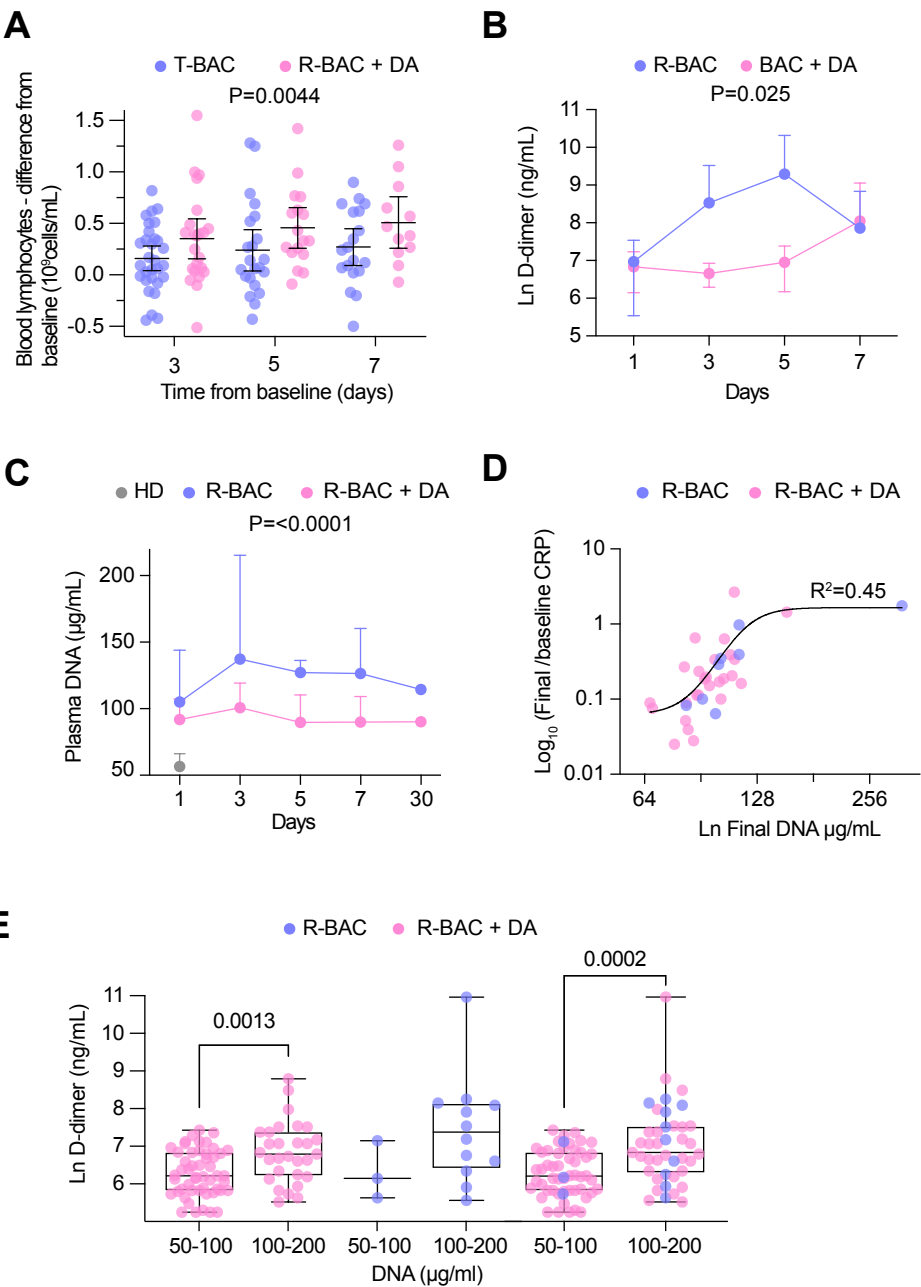 A
T-BAC R-BAC + DA
P=0.0044
Blood lymphocytes - difference from
baseline (10⁹cells/mL)
1.5
1.0
0.5
0.0
-0.5
3 5 7
Time from baseline (days)
B
R-BAC BAC + DA
P=0.025
Ln D-dimer (ng/mL)
11
10
9
8
7
6
5
1 3 5 7
Days
C
HD R-BAC R-BAC + DA
P=<0.0001
Plasma DNA (µg/mL)
200
150
100
50
1 3 5 7 30
Days
D
R-BAC R-BAC + DA
R²=0.45
Log₁₀ (Final /baseline CRP)
10
1
0.1
0.01
64 128 256
Ln Final DNA µg/mL
E
R-BAC R-BAC + DA
0.0013
0.0002
Ln D-dimer (ng/mL)
11
10
9
8
7
6
50-100 100-200 50-100 100-200 50-100 100-200
DNA (µg/ml)